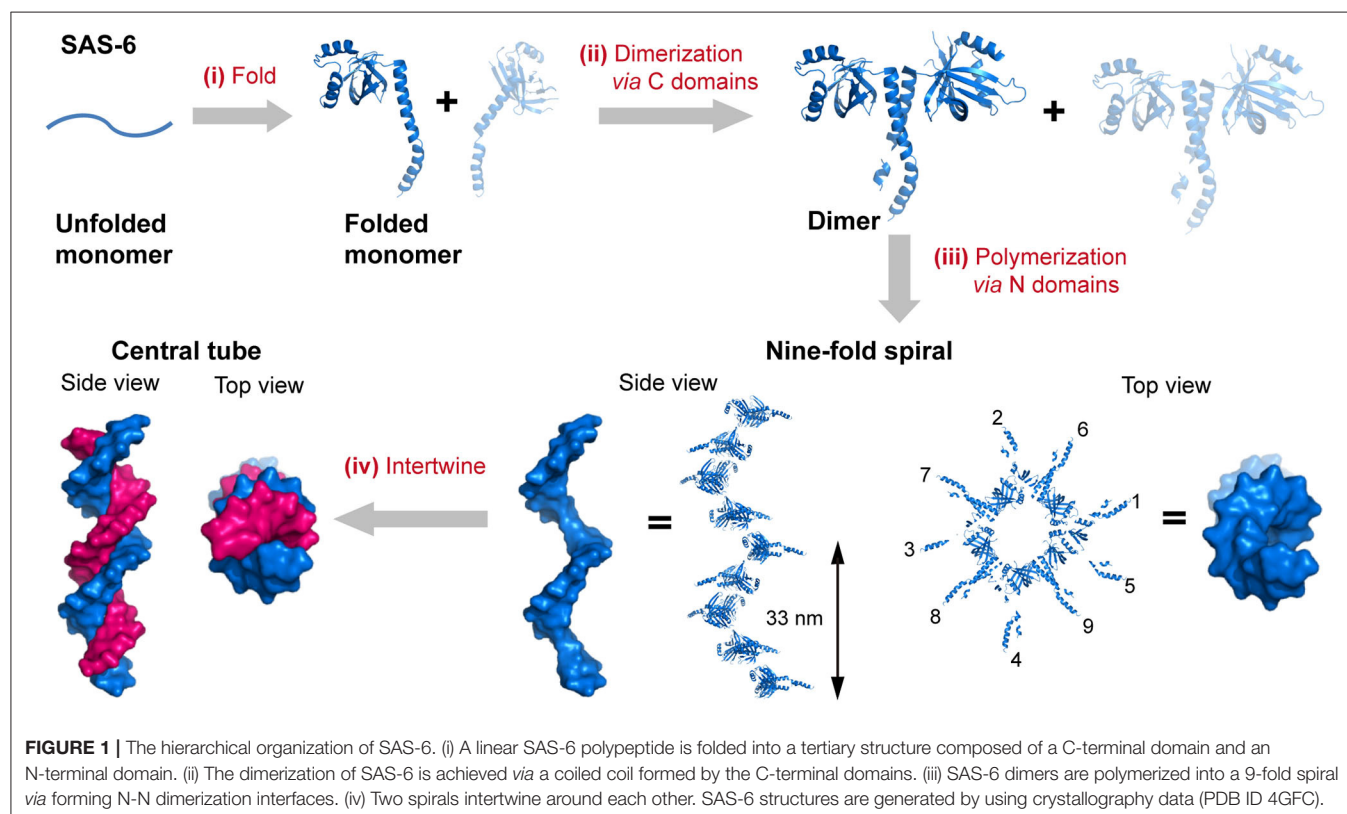 SAS-6
(i) Fold
+
(ii) Dimerization
via C domains
+
Unfolded
monomer
Folded
monomer
Dimer
(iii) Polymerization
via N domains
Central tube
Side view
Top view
(iv) Intertwine
Nine-fold spiral
Side view
=
33 nm
Top view
2
6
7
1
3
5
8
9
4
=
FIGURE 1 | The hierarchical organization of SAS-6. (i) A linear SAS-6 polypeptide is folded into a tertiary structure composed of a C-terminal domain and an
N-terminal domain. (ii) The dimerization of SAS-6 is achieved via a coiled coil formed by the C-terminal domains. (iii) SAS-6 dimers are polymerized into a 9-fold spiral
via forming N-N dimerization interfaces. (iv) Two spirals intertwine around each other. SAS-6 structures are generated by using crystallography data (PDB ID 4GFC).